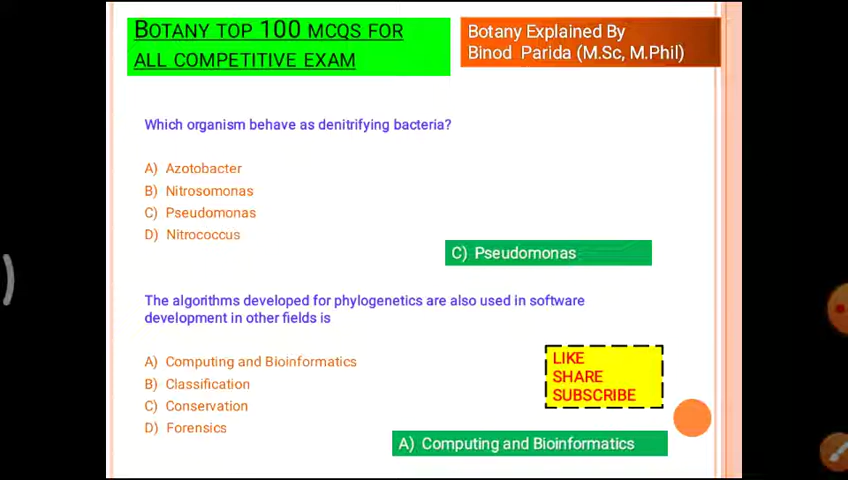 BOTANY TOP 100 MCQS FOR
ALL COMPETITIVE EXAM
Botany Explained By
Binod Parida (M.Sc, M.Phil)
Which organism behave as denitrifying bacteria?
A) Azotobacter
B) Nitrosomonas
C) Pseudomonas
D) Nitrococcus
C) Pseudomonas
The algorithms developed for phylogenetics are also used in software
development in other fields is
A) Computing and Bioinformatics
B) Classification
C) Conservation
D) Forensics
LIKE
SHARE
SUBSCRIBE
A) Computing and Bioinformatics